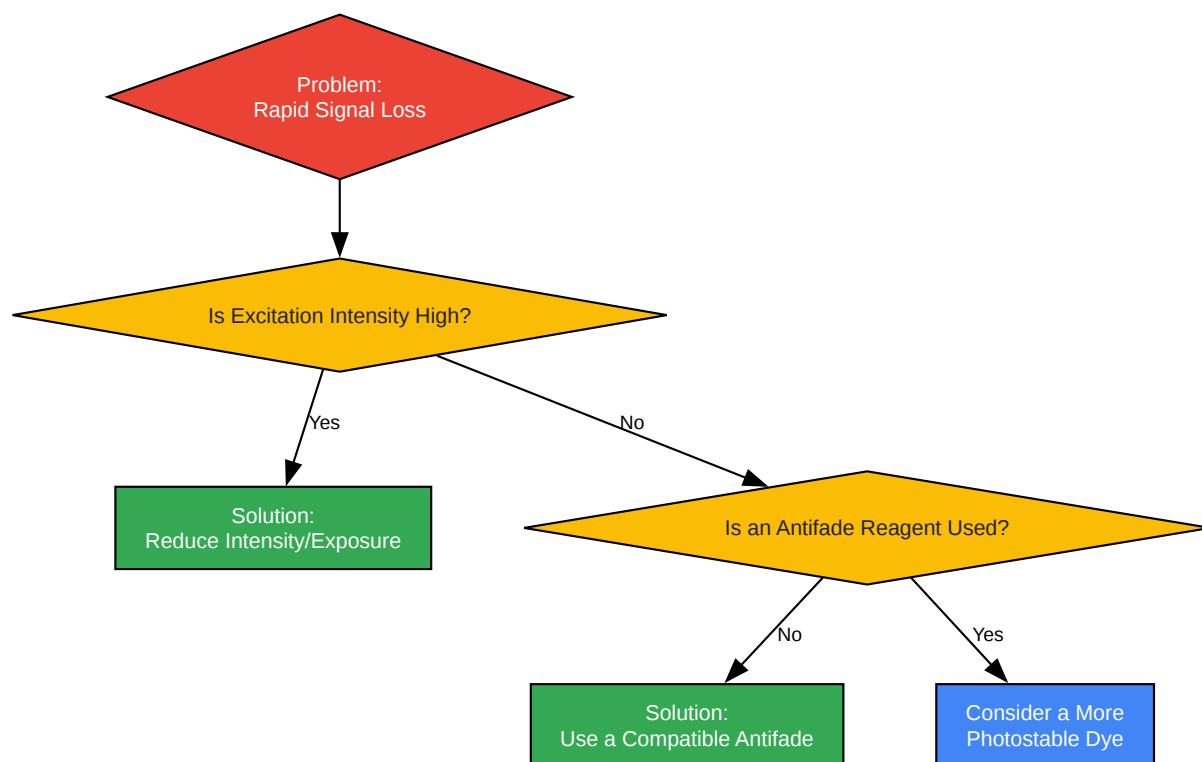 Problem:
Rapid Signal Loss
Is Excitation Intensity High?
Yes
No
Solution:
Reduce Intensity/Exposure
Is an Antifade Reagent Used?
No
Yes
Solution:
Use a Compatible Antifade
Consider a More
Photostable Dye